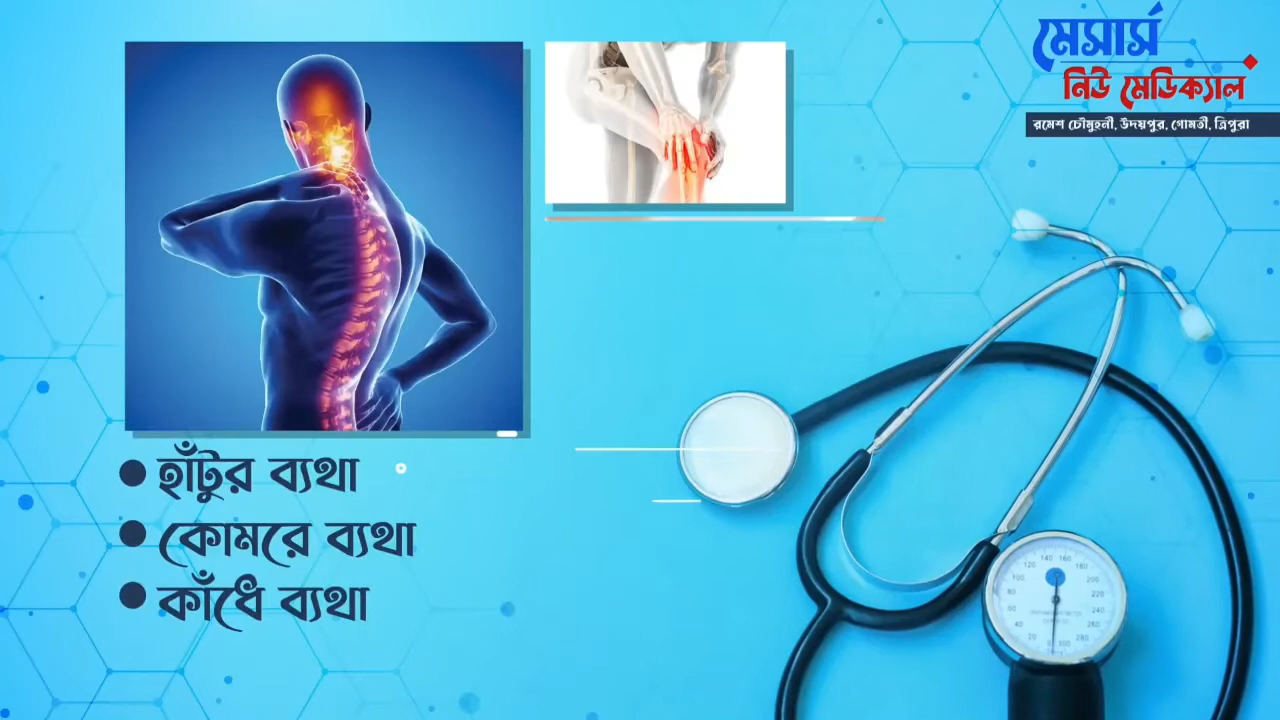 মেসার্স
নিউ মেডিক্যাল
রমেশ চৌমুহনী, উদয়পুর, গোমতী, ত্রিপুরা
• হাঁটুর ব্যথা
• কোমরে ব্যথা
• কাঁধে ব্যথা